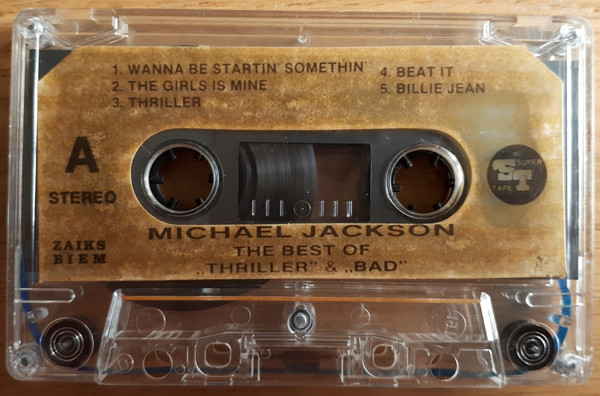 1. WANNA BE STARTIN' SOMETHIN'
2. THE GIRLS IS MINE
3. THRILLER
4. BEAT IT
5. BILLIE JEAN
A
STEREO
SUPER
ST
TAPE
ZAIKS
BIEM
MICHAEL JACKSON
THE BEST OF
„THRILLER" & „BAD"